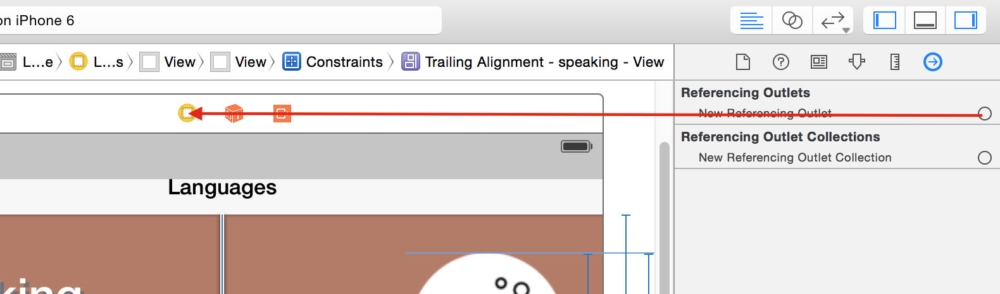 on iPhone 6
L...e L...s View View Constraints Trailing Alignment - speaking - View
Referencing Outlets
New Referencing Outlet
Referencing Outlet Collections
New Referencing Outlet Collection
Languages
king